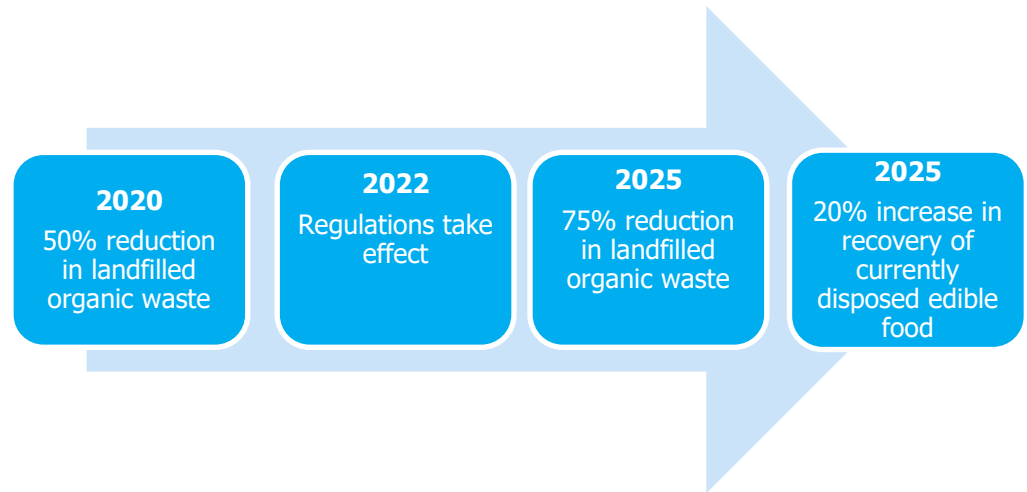 2020
50% reduction
in landfilled
organic waste
2022
Regulations take
effect
2025
75% reduction
in landfilled
organic waste
2025
20% increase in
recovery of
currently
disposed edible
food